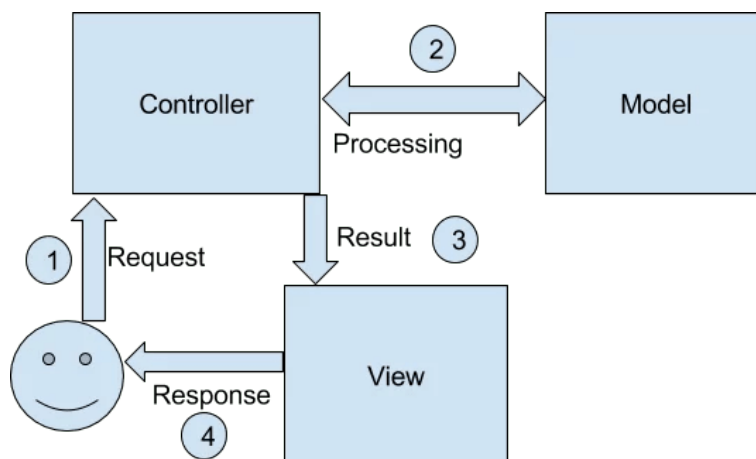 2
Controller
Model
Processing
1
Request
Result
3
View
Response
4